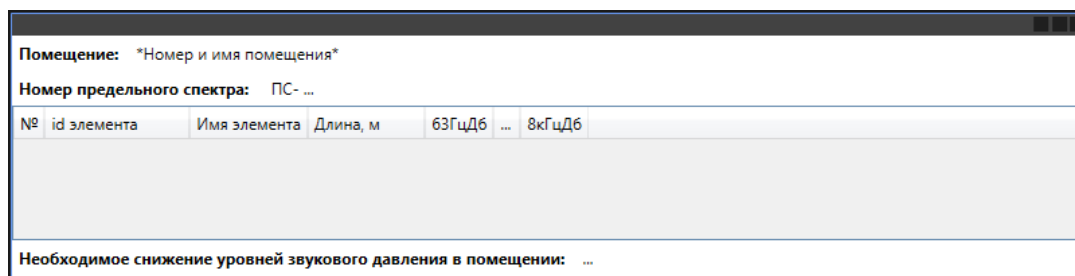 Помещение: *Номер и имя помещения*
Номер предельного спектра: ПС- ...
№ id элемента Имя элемента Длина, м 63ГцДб ... 8кГцДб
Необходимое снижение уровней звукового давления в помещении: ...